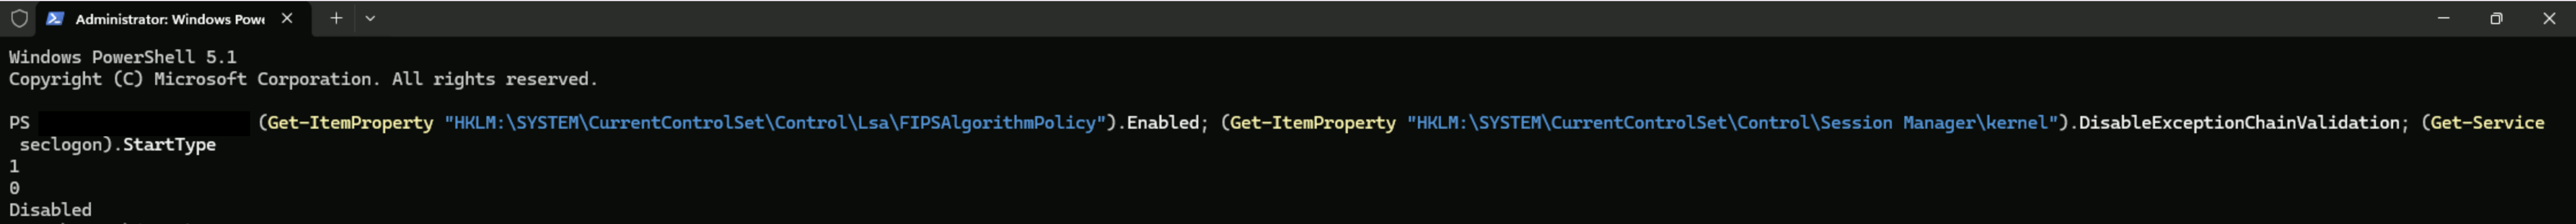 Administrator: Windows Powe
Windows PowerShell 5.1
Copyright (C) Microsoft Corporation. All rights reserved.
PS (Get-ItemProperty "HKLM:\SYSTEM\CurrentControlSet\Control\Lsa\FIPSAlgorithmPolicy").Enabled; (Get-ItemProperty "HKLM:\SYSTEM\CurrentControlSet\Control\Session Manager\kernel").DisableExceptionChainValidation; (Get-Service
seclogon).StartType
1
0
Disabled